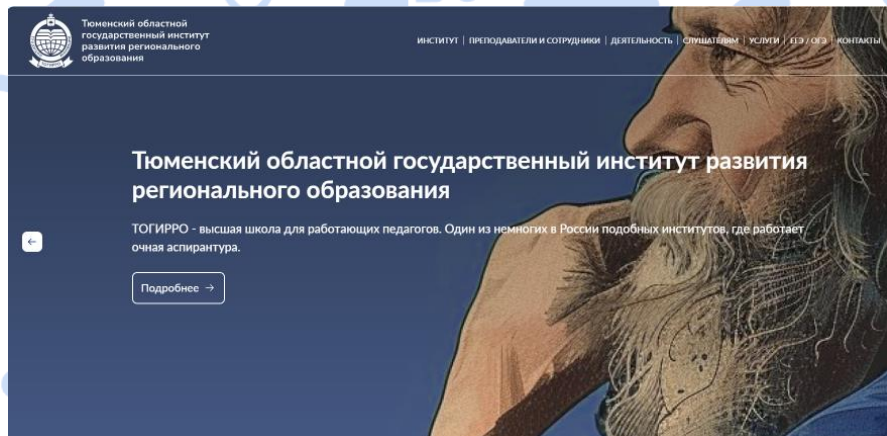 Тюменский областной
государственный институт
развития регионального
образования
ИНСТИТУТ | ПРЕПОДАВАТЕЛИ И СОТРУДНИКИ | ДЕЯТЕЛЬНОСТЬ | СЛУШАТЕЛЯМ | УСЛУГИ | ЕГЭ / ОГЭ | КОНТАКТЫ
Тюменский областной государственный институт развития
регионального образования
ТОГИРРО - высшая школа для работающих педагогов. Один из немногих в России подобных институтов, где работает
очная аспирантура.
Подробнее →